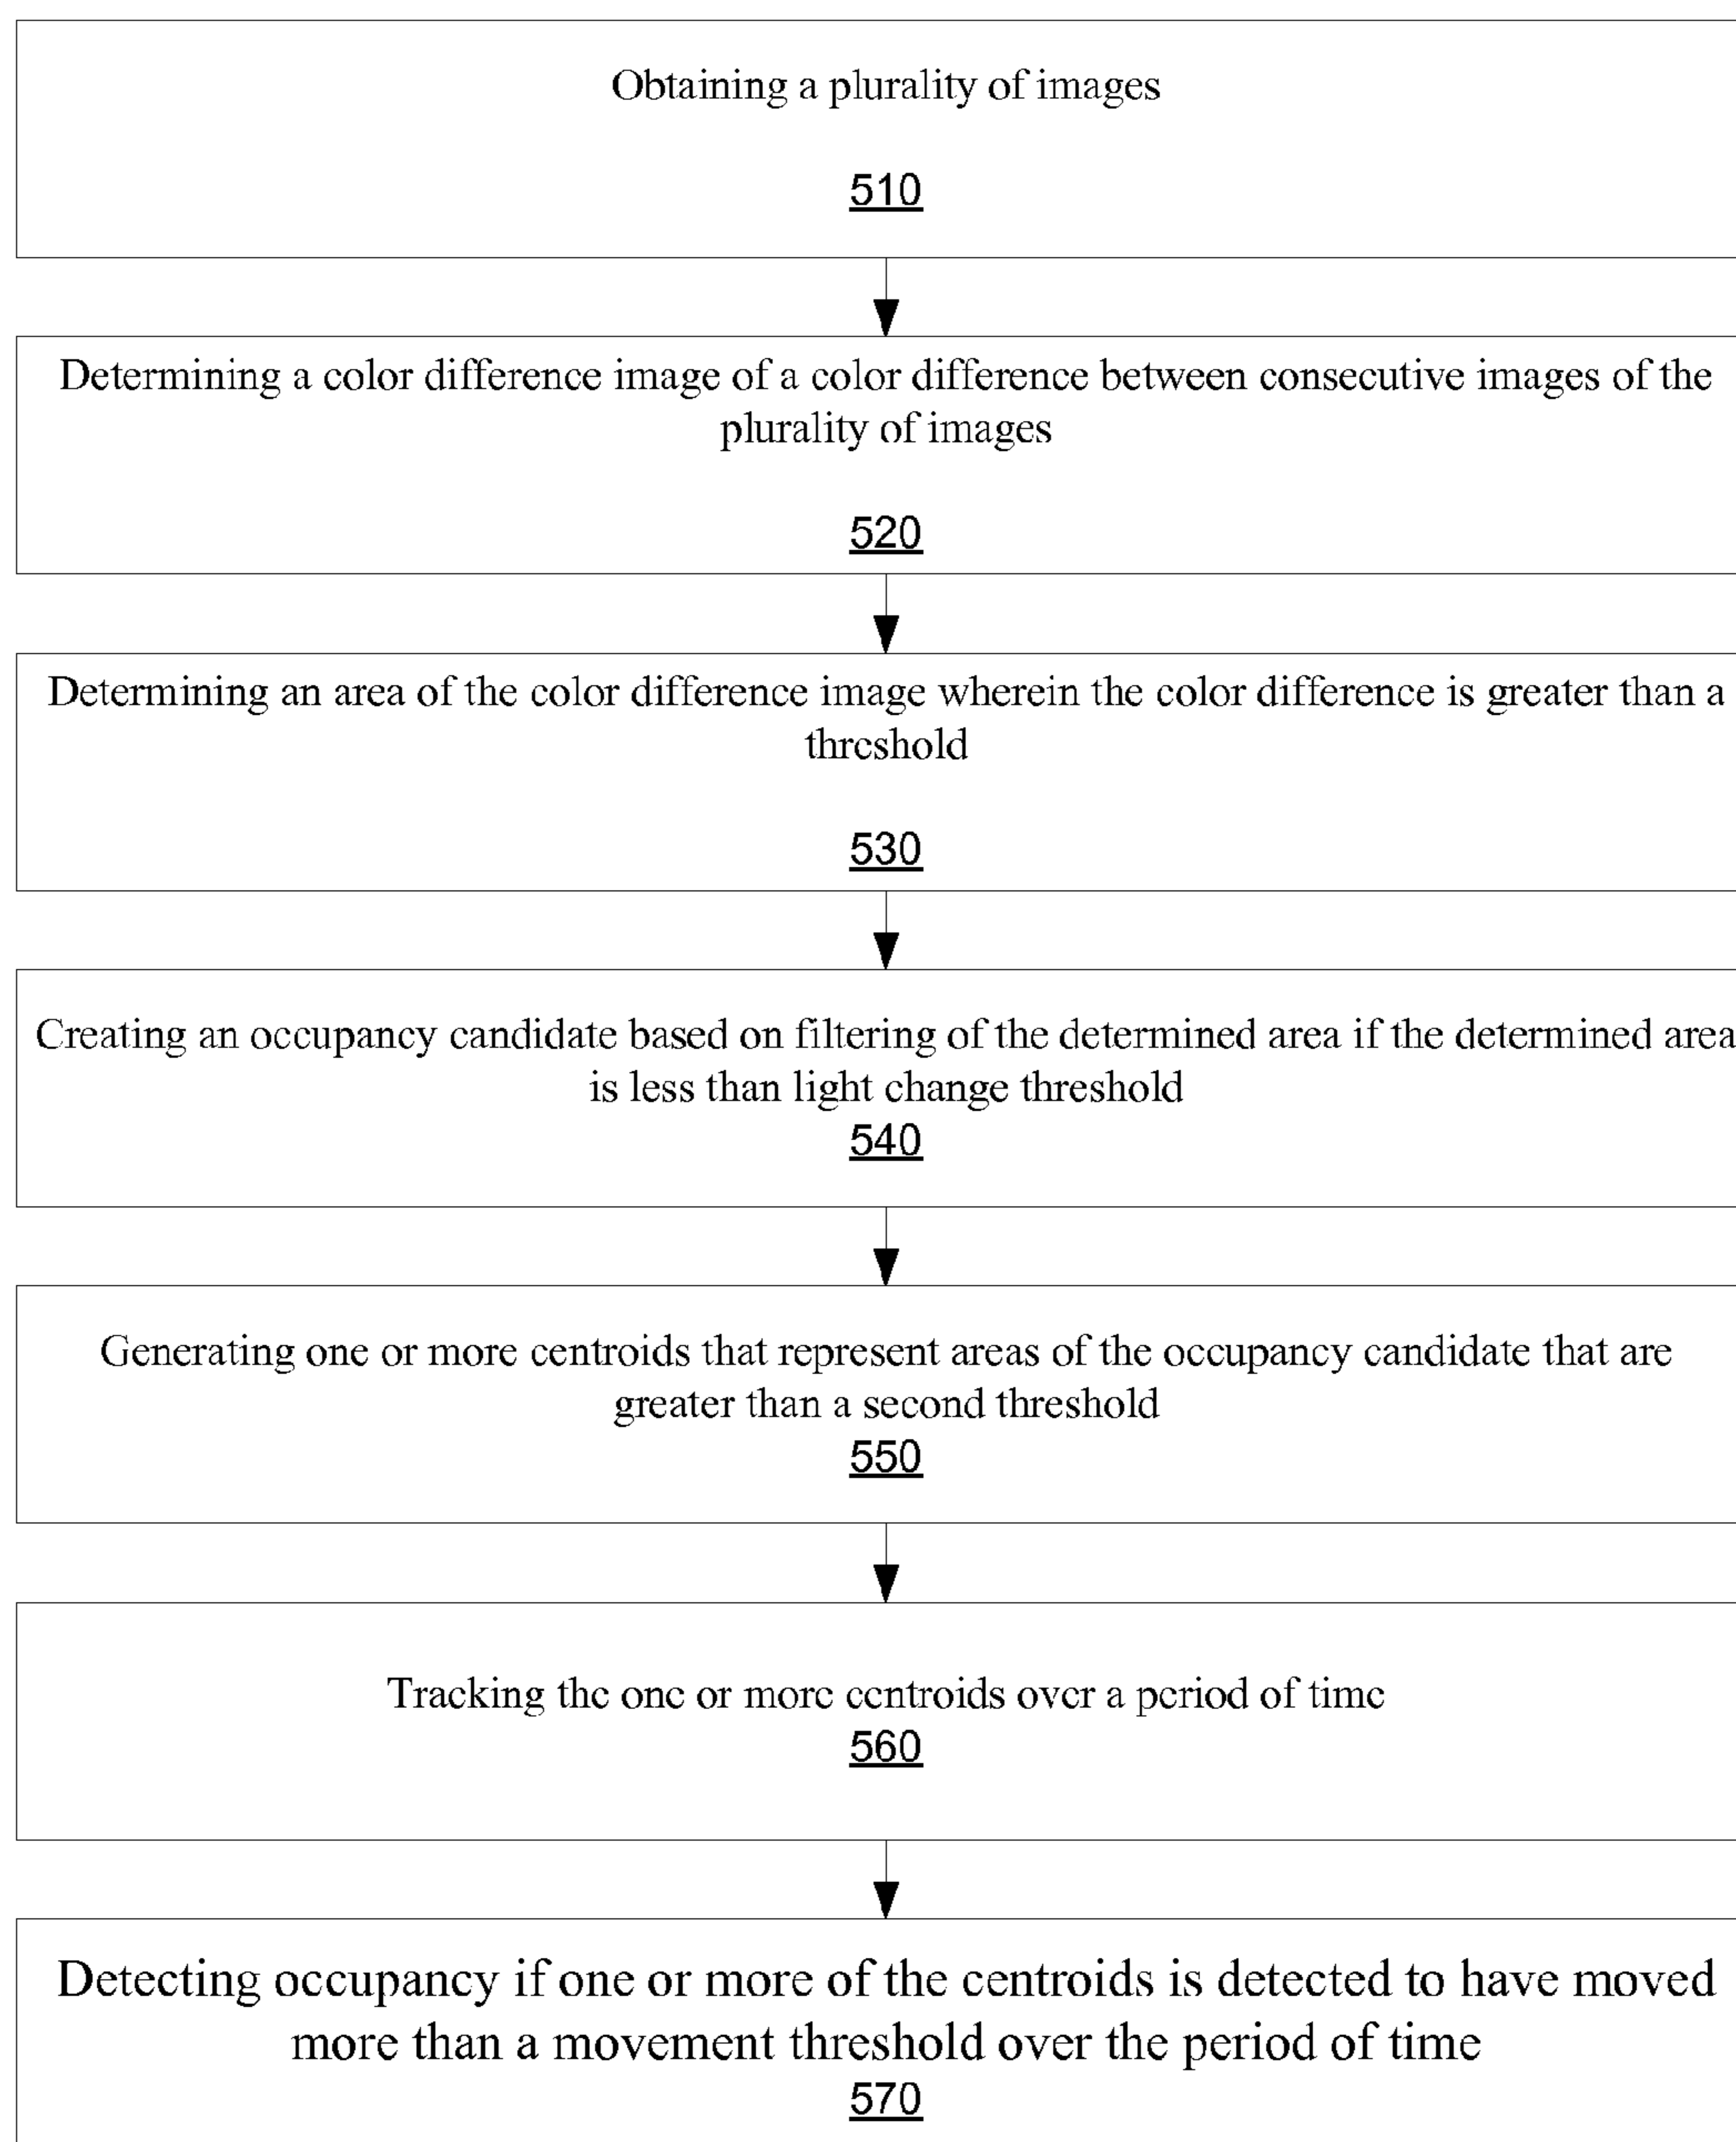 Obtaining a plurality of images
510
Determining a color difference image of a color difference between consecutive images of the
plurality of images
520
Determining an area of the color difference image wherein the color difference is greater than a
threshold
530
Creating an occupancy candidate based on filtering of the determined area if the determined area
is less than light change threshold
540
Generating one or more centroids that represent areas of the occupancy candidate that are
greater than a second threshold
550
Tracking the one or more centroids over a period of time
560
Detecting occupancy if one or more of the centroids is detected to have moved
more than a movement threshold over the period of time
570